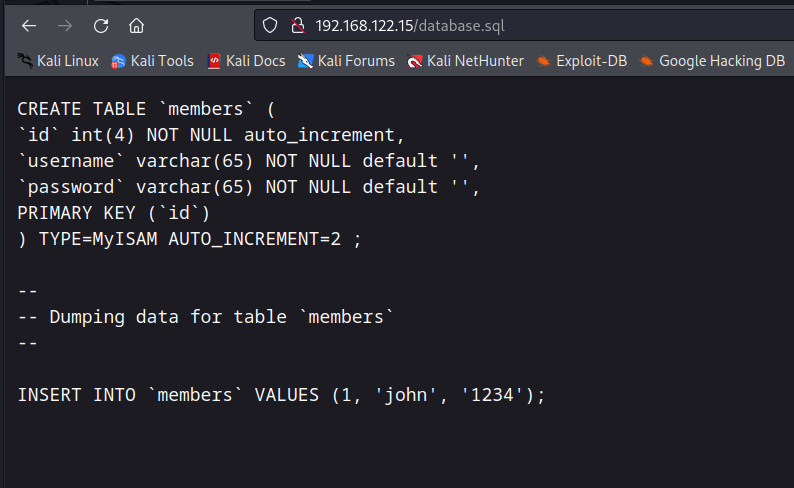 192.168.122.15/database.sql
Kali Linux Kali Tools Kali Docs Kali Forums Kali NetHunter Exploit-DB Google Hacking DB
CREATE TABLE `members` (
`id` int(4) NOT NULL auto_increment,
`username` varchar(65) NOT NULL default '',
`password` varchar(65) NOT NULL default '',
PRIMARY KEY (`id`)
) TYPE=MyISAM AUTO_INCREMENT=2 ;
--
-- Dumping data for table `members`
--
INSERT INTO `members` VALUES (1, 'john', '1234');